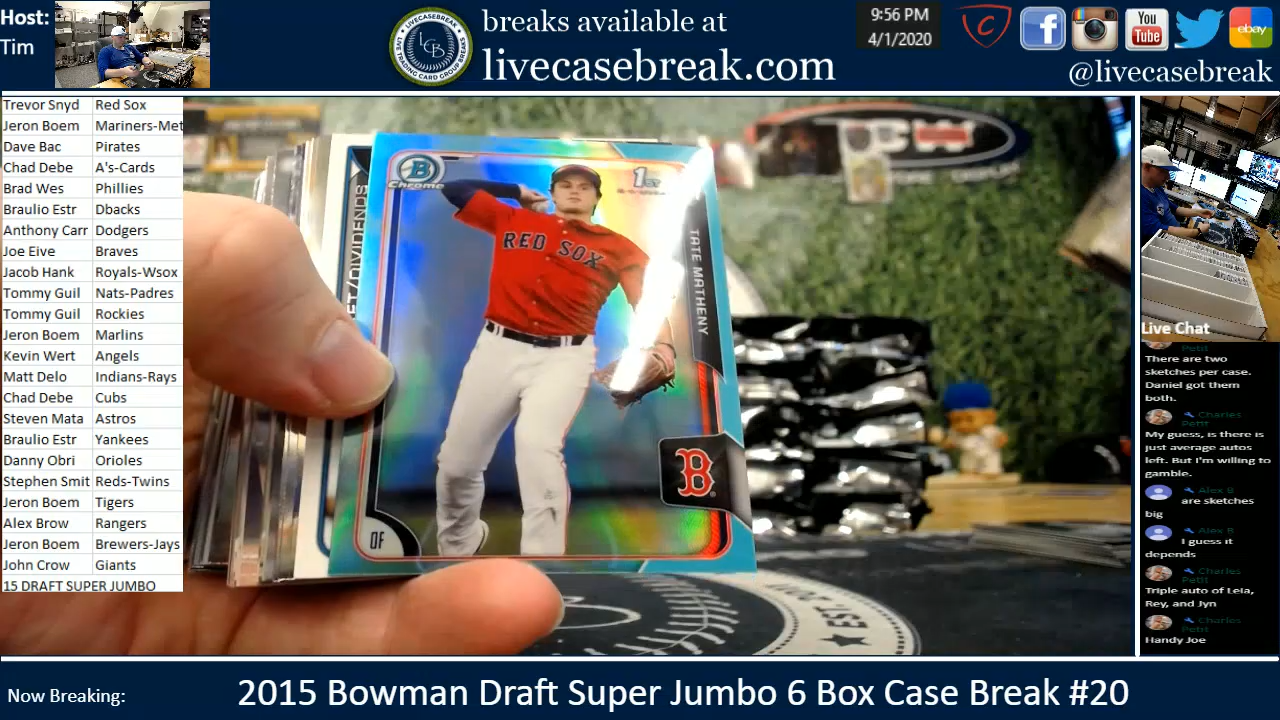 Host:
Tim
breaks available at
livecasebreak.com
9:56 PM
4/1/2020
You
Tube
ebay
@livecasebreak
LCB
Trevor Snyd Red Sox
Jeron Boem Mariners-Met
Dave Bac Pirates
Chad Debe A's-Cards
Brad Wes Phillies
Braulio Estr Dbacks
Anthony Carr Dodgers
Joe Eive Braves
Jacob Hank Royals-Wsox
Tommy Guil Nats-Padres
Tommy Guil Rockies
Jeron Boem Marlins
Kevin Wert Angels
Matt Delo Indians-Rays
Chad Debe Cubs
Steven Mata Astros
Braulio Estr Yankees
Danny Obri Orioles
Stephen Smit Reds-Twins
Jeron Boem Tigers
Alex Brow Rangers
Jeron Boem Brewers-Jays
John Crow Giants
15 DRAFT SUPER JUMBO
B
Chrome
1ST
RED SOX
TATE MATHENY
B
OF
DIVIDENDS
EST
Live Chat
Petit
There are two
sketches per case.
Daniel got them
both.
Charles
Petit
My guess, is there is
just average autos
left. But I'm willing to
gamble.
Alex B
are sketches
big
Alex B
I guess it
depends
Charles
Petit
Triple auto of Leia,
Rey, and Jyn
Charles
Petit
Handy Joe
Now Breaking:
2015 Bowman Draft Super Jumbo 6 Box Case Break #20